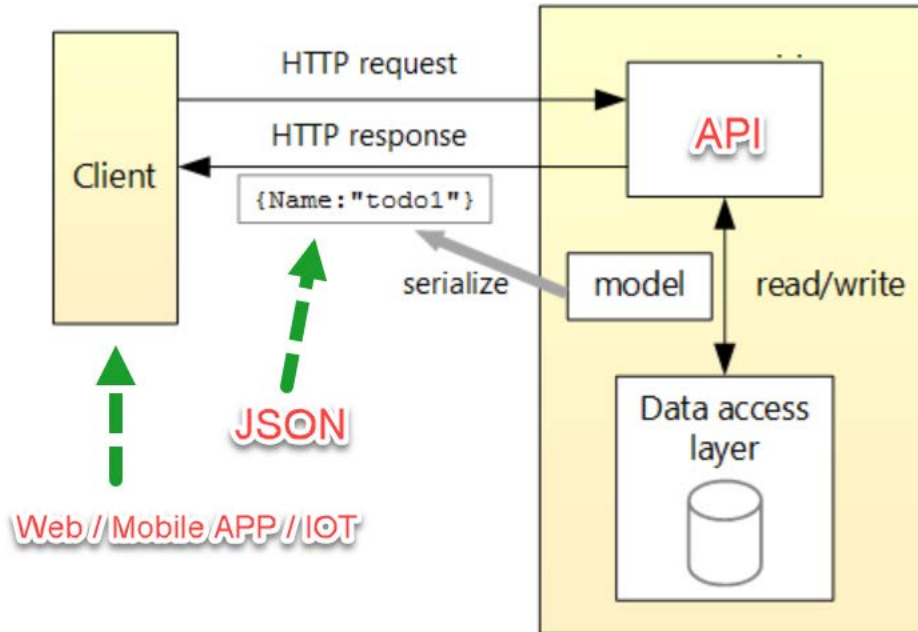 HTTP request
API
HTTP response
Client
{Name:"todo1"}
serialize
model
read/write
JSON
Data access
layer
Web / Mobile APP / IOT